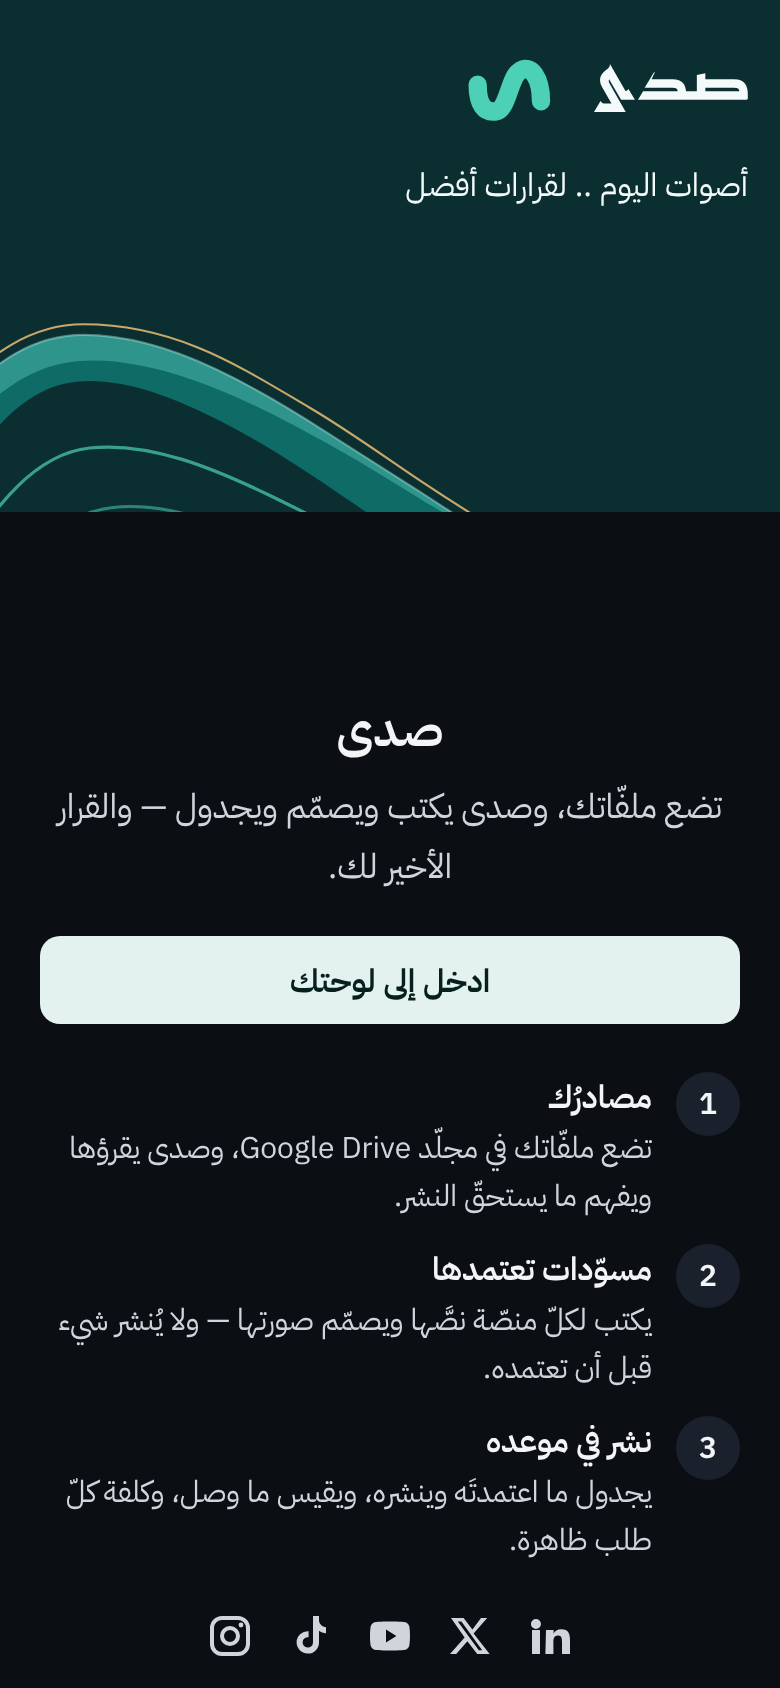 صدى
أصوات اليوم .. لقرارات أفضل
صدى
تضع ملفّاتك، وصدى يكتب ويصمّم ويجدول — والقرار
الأخير لك.
ادخل إلى لوحتك
1
مصادرُك
تضع ملفّاتك في مجلّد Google Drive، وصدى يقرؤها
ويفهم ما يستحقّ النشر.
2
مسوّدات تعتمدها
يكتب لكلّ منصّة نصَّها ويصمّم صورتها — ولا يُنشر شيء
قبل أن تعتمده.
3
نشر في موعده
يجدول ما اعتمدتَه وينشره، ويقيس ما وصل، وكلفة كلّ
طلب ظاهرة.